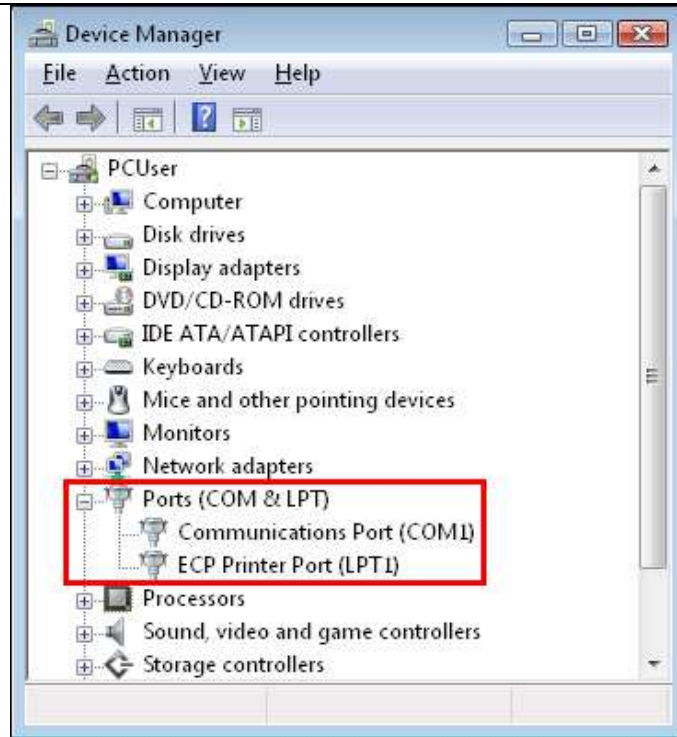 Device Manager
File Action View Help
PCUser
Computer
Disk drives
Display adapters
DVD/CD-ROM drives
IDE ATA/ATAPI controllers
Keyboards
Mice and other pointing devices
Monitors
Network adapters
Ports (COM & LPT)
Communications Port (COM1)
ECP Printer Port (LPT1)
Processors
Sound, video and game controllers
Storage controllers